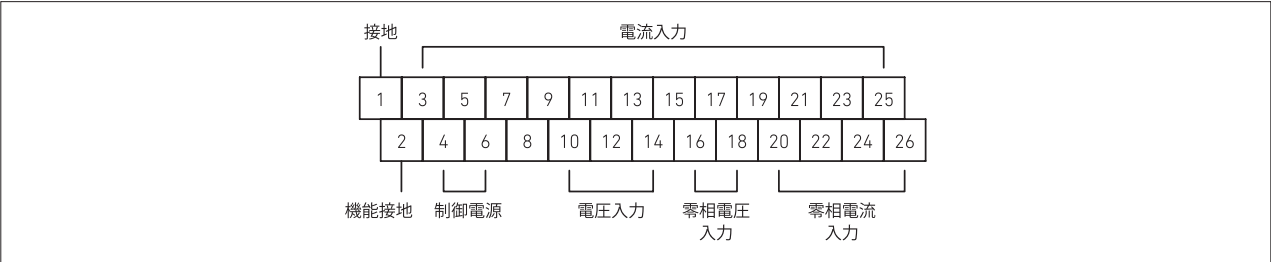 接地
電流入力
1 3 5 7 9 11 13 15 17 19 21 23 25
2 4 6 8 10 12 14 16 18 20 22 24 26
機能接地 制御電源 電圧入力 零相電圧 零相電流
入力 入力